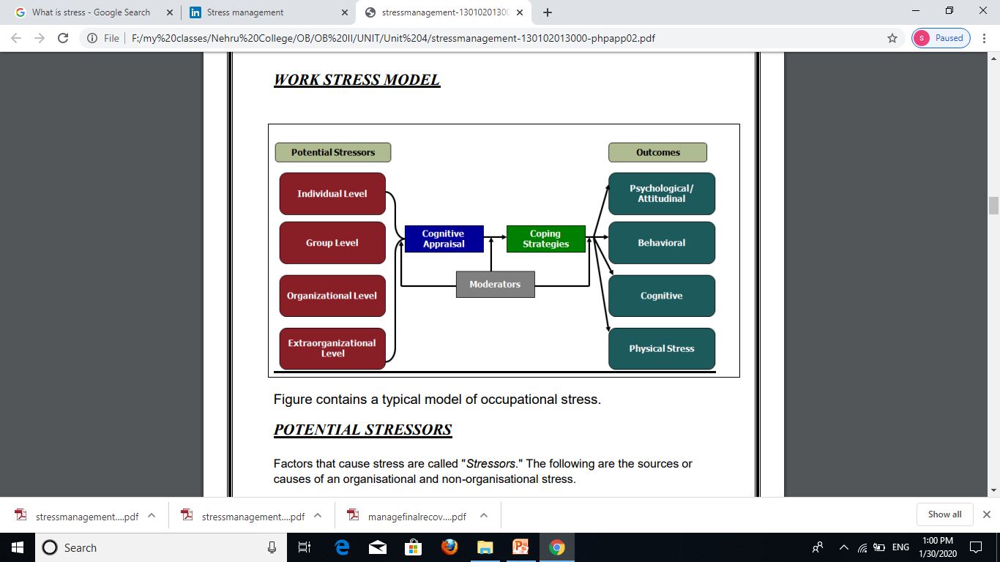 What is stress - Google Search
Stress management
stressmanagement-13010201300
File
F:/my%20classes/Nehru%20College/OB/OB%20II/UNIT/Unit%204/stressmanagement-130102013000-phpapp02.pdf
s
Paused
WORK STRESS MODEL
Potential Stressors
Outcomes
Individual Level
Group Level
Organizational Level
Extraorganizational
Level
Cognitive
Appraisal
Coping
Strategies
Moderators
Psychological/
Attitudinal
Behavioral
Cognitive
Physical Stress
Figure contains a typical model of occupational stress.
POTENTIAL STRESSORS
Factors that cause stress are called "Stressors." The following are the sources or
causes of an organisational and non-organisational stress.
stressmanagement....pdf
stressmanagement....pdf
managefinalrecov....pdf
Show all
Search
ENG
1:00 PM
1/30/2020